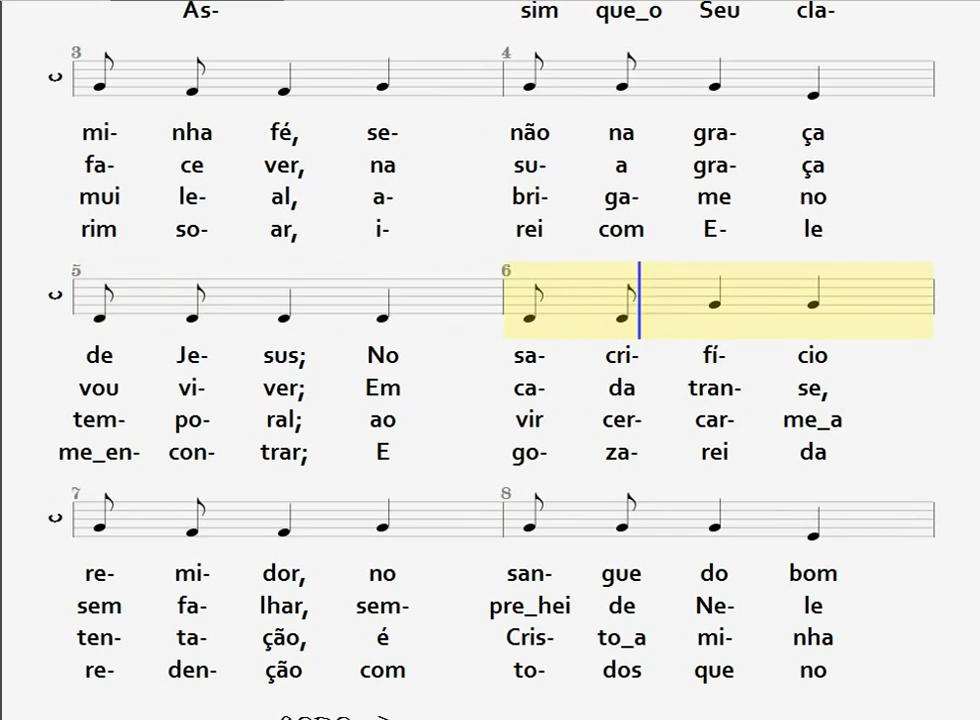 As- sim que_o Seu cla-
3 4
mi- nha fé, se- não na gra- ça
fa- ce ver, na su- a gra- ça
mui le- al, a- bri- ga- me no
rim so- ar, i- rei com E- le
5 6
de Je- sus; No sa- cri- fí- cio
vou vi- ver; Em ca- da tran- se,
tem- po- ral; ao vir cer- car- me_a
me_en- con- trar; E go- za- rei da
7 8
re- mi- dor, no san- gue do bom
sem fa- lhar, sem- pre_hei de Ne- le
ten- ta- ção, é Cris- to_a mi- nha
re- den- ção com to- dos que no